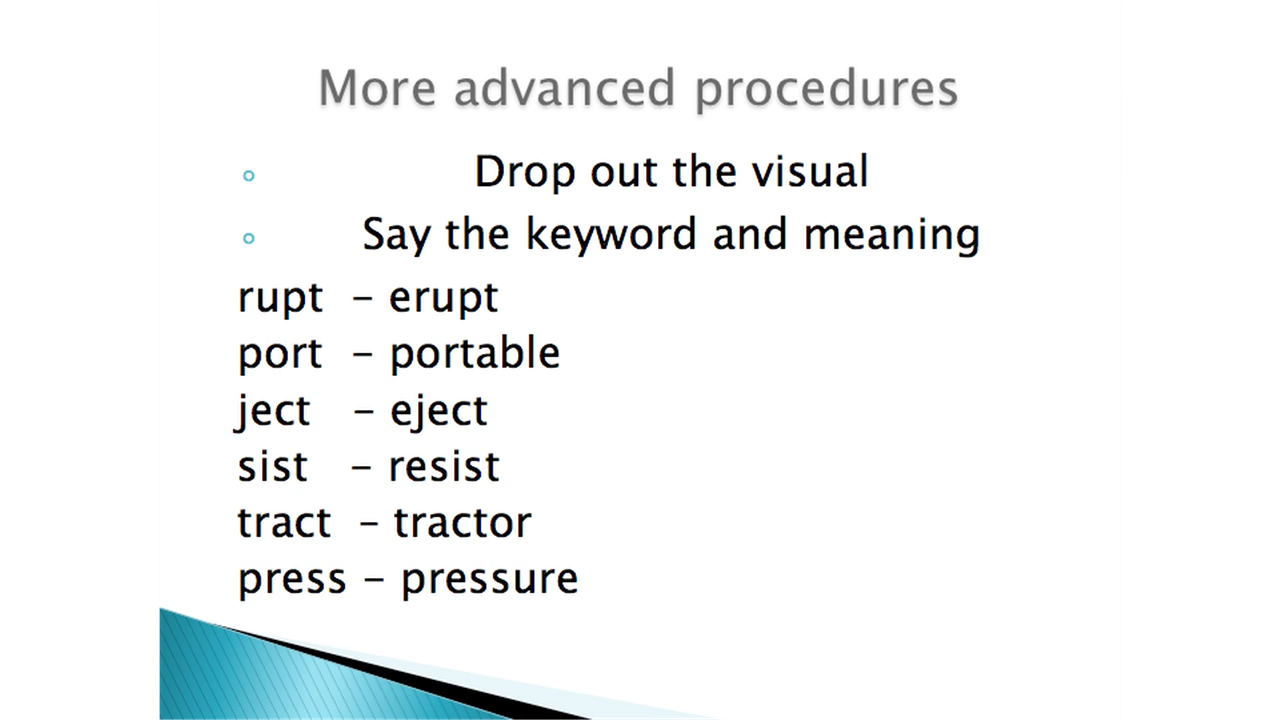 More advanced procedures
Drop out the visual
Say the keyword and meaning
rupt – erupt
port – portable
ject – eject
sist – resist
tract – tractor
press – pressure